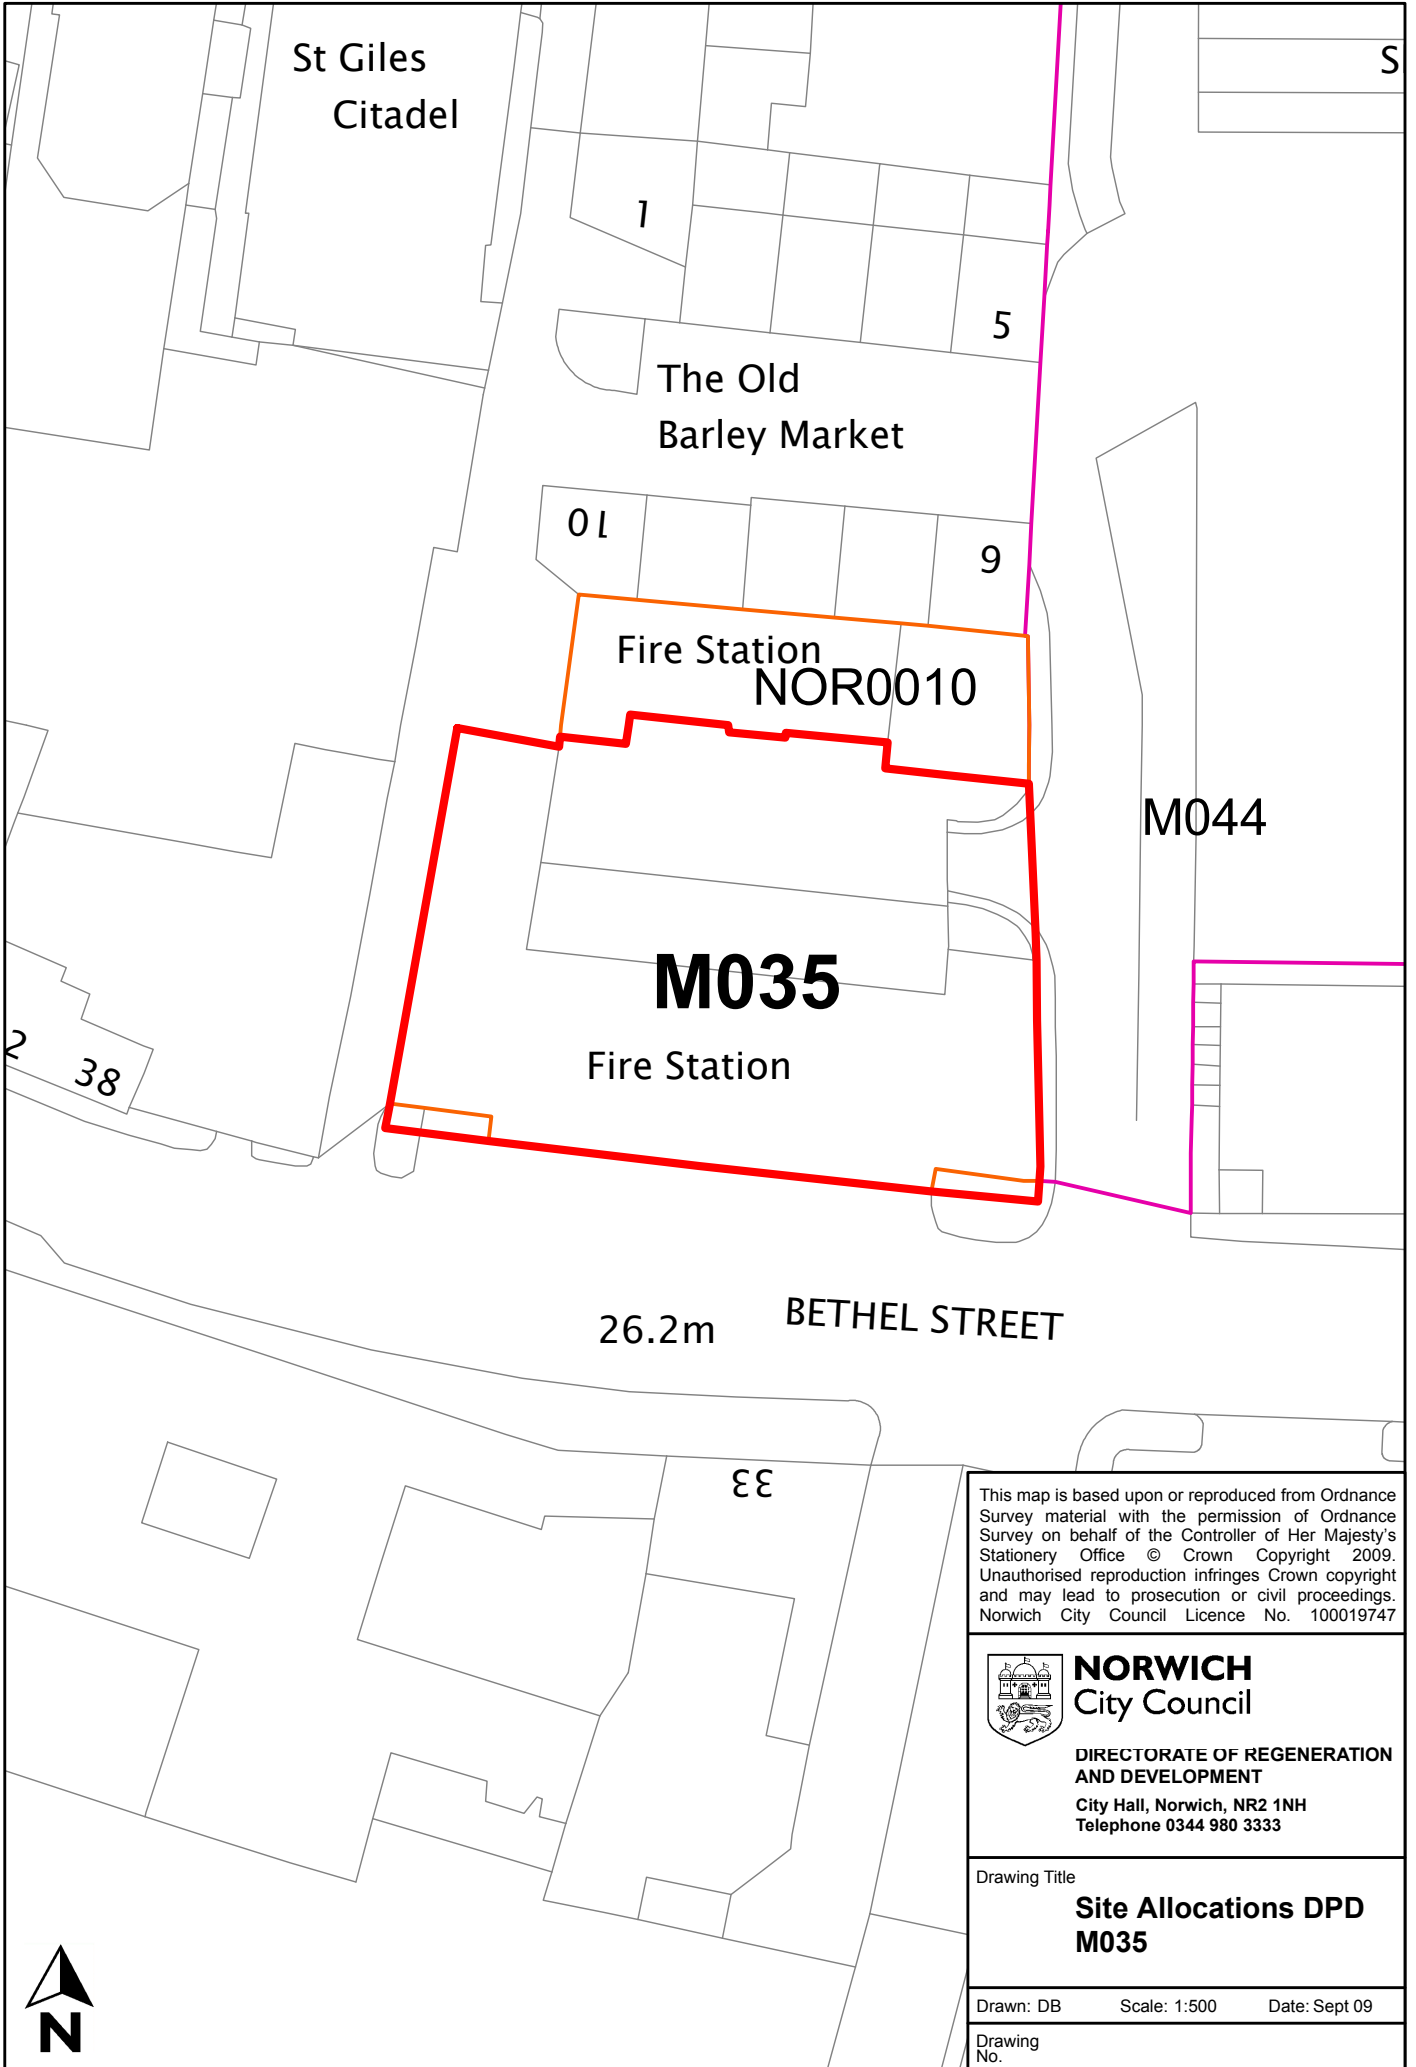 St Giles
Citadel
S
1
5
The Old
Barley Market
10
6
Fire Station
NOR0010
M044
M035
Fire Station
2
38
26.2m
BETHEL STREET
33
This map is based upon or reproduced from Ordnance
Survey material with the permission of Ordnance
Survey on behalf of the Controller of Her Majesty's
Stationery Office © Crown Copyright 2009.
Unauthorised reproduction infringes Crown copyright
and may lead to prosecution or civil proceedings.
Norwich City Council Licence No. 100019747
NORWICH
City Council
DIRECTORATE OF REGENERATION
AND DEVELOPMENT
City Hall, Norwich, NR2 1NH
Telephone 0344 980 3333
Drawing Title
Site Allocations DPD
M035
Drawn: DB Scale: 1:500 Date: Sept 09
Drawing
No.
N